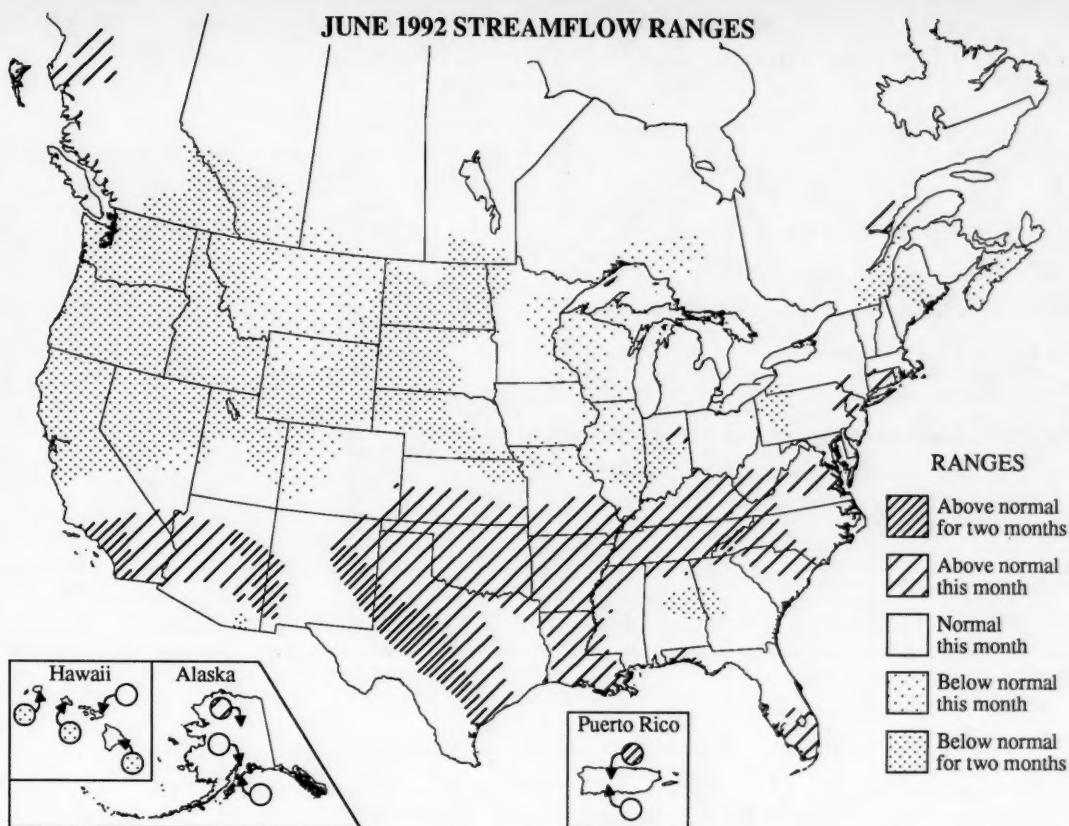 JUNE 1992 STREAMFLOW RANGES
RANGES
Above normal
for two months
Above normal
this month
Normal
this month
Below normal
this month
Below normal
for two months
Hawaii
Alaska
Puerto Rico